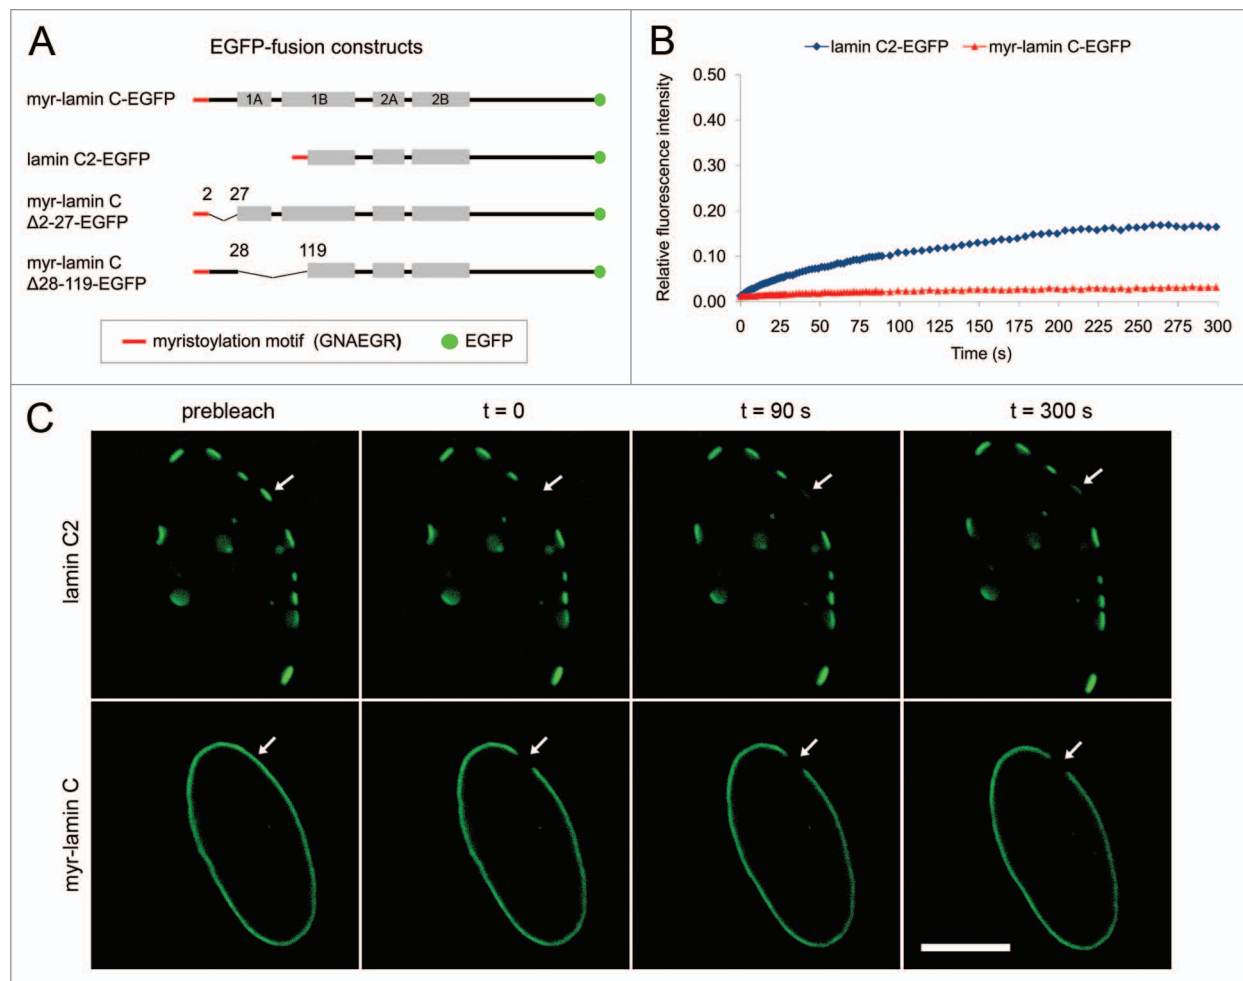 A
EGFP-fusion constructs
myr-lamin C-EGFP
1A 1B 2A 2B
lamin C2-EGFP
2 27
myr-lamin C
Δ2-27-EGFP
28 119
myr-lamin C
Δ28-119-EGFP
myristoylation motif (GNAEGR) EGFP
B
lamin C2-EGFP myr-lamin C-EGFP
Relative fluorescence intensity
0.50
0.40
0.30
0.20
0.10
0.00
0 25 50 75 100 125 150 175 200 225 250 275 300
Time (s)
C
prebleach t = 0 t = 90 s t = 300 s
lamin C2
myr-lamin C